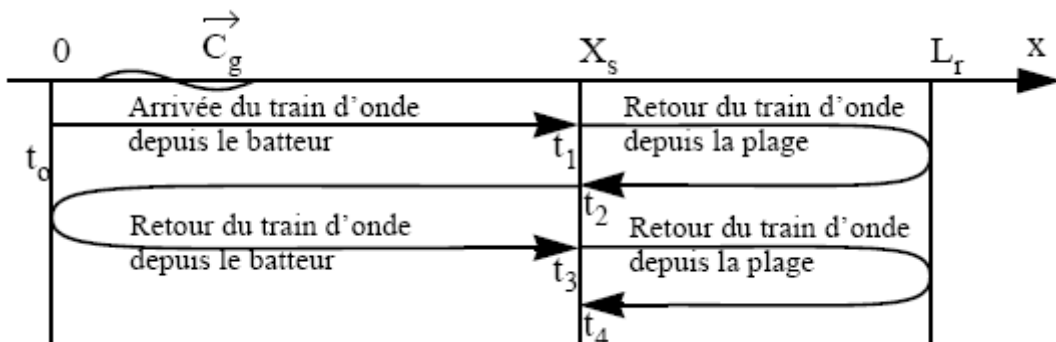 0 C_g X_s L_r x
Arrivée du train d’onde
depuis le batteur
Retour du train d’onde
depuis la plage
t_o
t_1
t_2
Retour du train d’onde
depuis le batteur
Retour du train d’onde
depuis la plage
t_3
t_4